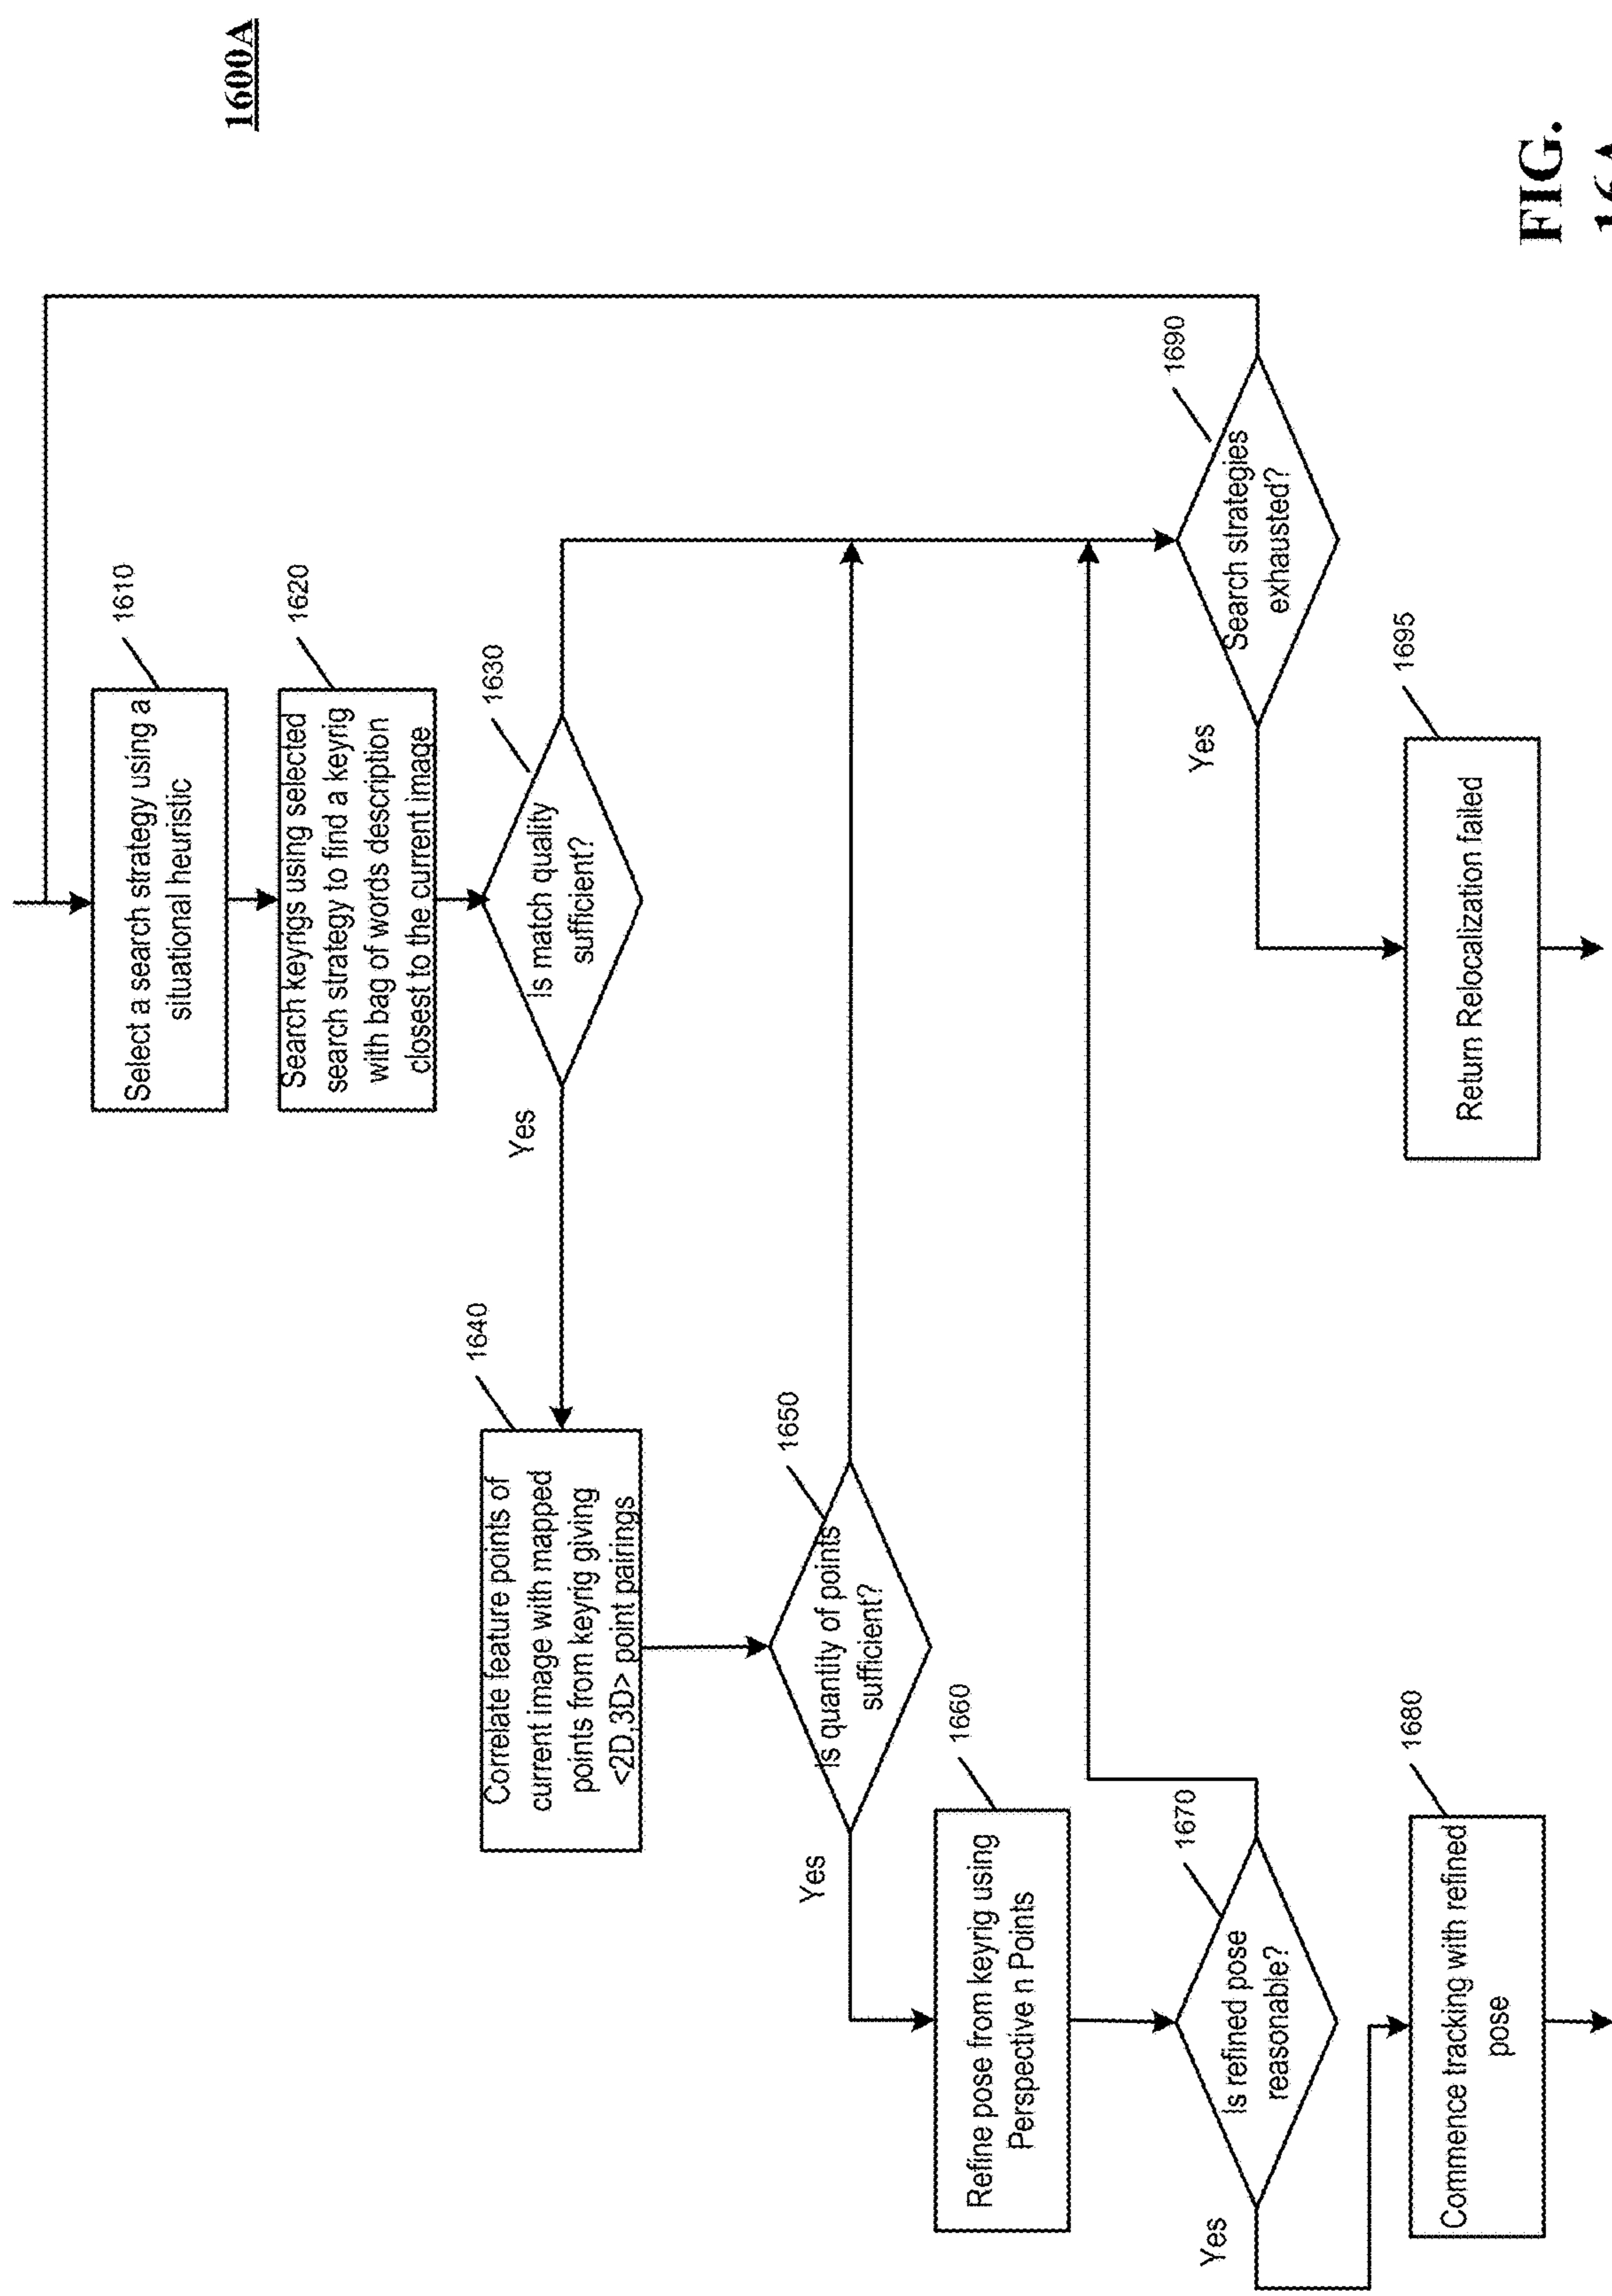 1600A
1610
Select a search strategy using a
situational heuristic
1620
Search keyrigs using selected
search strategy to find a keyrig
with bag of words description
closest to the current image
1630
Is match quality
sufficient?
Yes
1640
Correlate feature points of
current image with mapped
points from keyrig giving
<2D,3D> point pairings
1650
Is quantity of points
sufficient?
Yes
1660
Refine pose from keyrig using
Perspective n Points
1670
Is refined pose
reasonable?
Yes
1680
Commence tracking with refined
pose
1690
Search strategies
exhausted?
Yes
1695
Return Relocalization failed
FIG.
16A